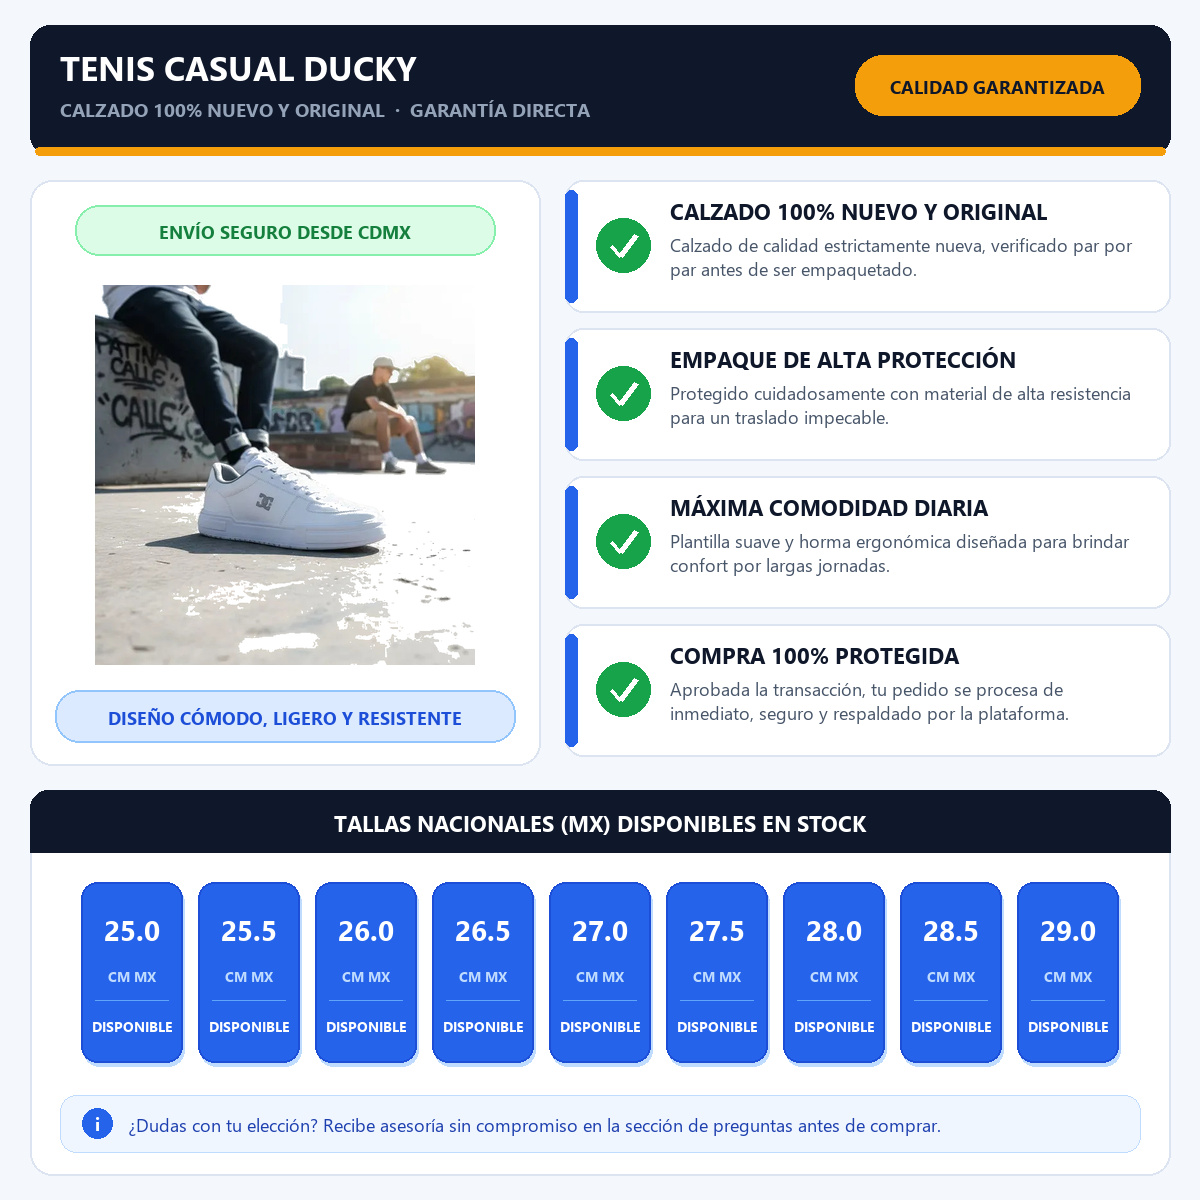 TENIS CASUAL DUCKY
CALZADO 100% NUEVO Y ORIGINAL · GARANTÍA DIRECTA
CALIDAD GARANTIZADA
ENVÍO SEGURO DESDE CDMX
PATINA
CALLE
"CALLE"
DISEÑO CÓMODO, LIGERO Y RESISTENTE
CALZADO 100% NUEVO Y ORIGINAL
Calzado de calidad estrictamente nueva, verificado par por
par antes de ser empaquetado.
EMPAQUE DE ALTA PROTECCIÓN
Protegido cuidadosamente con material de alta resistencia
para un traslado impecable.
MÁXIMA COMODIDAD DIARIA
Plantilla suave y horma ergonómica diseñada para brindar
confort por largas jornadas.
COMPRA 100% PROTEGIDA
Aprobada la transacción, tu pedido se procesa de
inmediato, seguro y respaldado por la plataforma.
TALLAS NACIONALES (MX) DISPONIBLES EN STOCK
25.0 25.5 26.0 26.5 27.0 27.5 28.0 28.5 29.0
CM MX CM MX CM MX CM MX CM MX CM MX CM MX CM MX CM MX
DISPONIBLE DISPONIBLE DISPONIBLE DISPONIBLE DISPONIBLE DISPONIBLE DISPONIBLE DISPONIBLE DISPONIBLE
i ¿Dudas con tu elección? Recibe asesoría sin compromiso en la sección de preguntas antes de comprar.